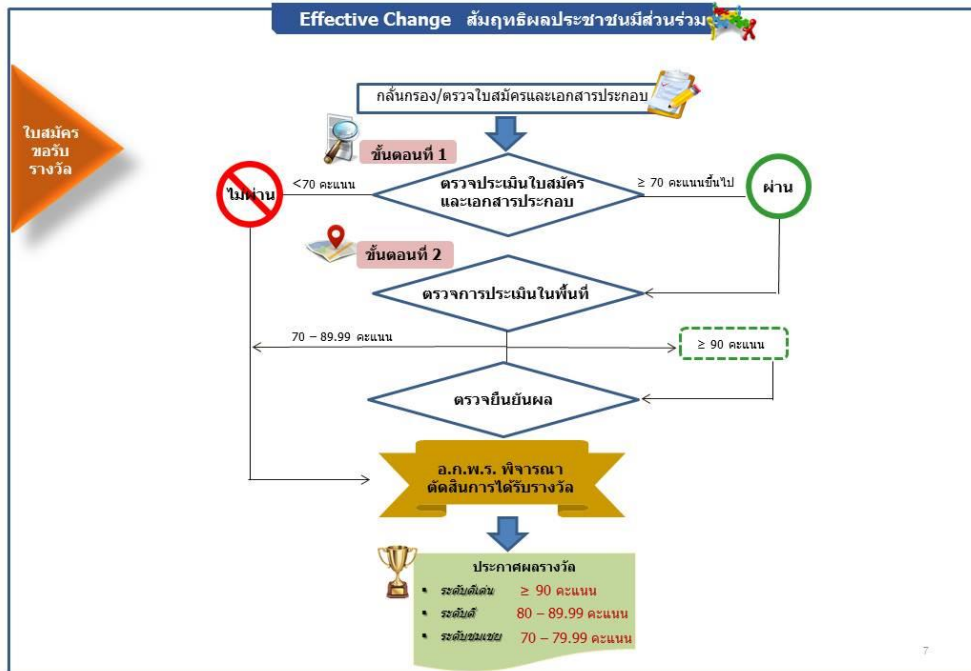 Effective Change สัมฤทธิผลประชาชนมีส่วนร่วม
ใบสมัคร
ขอรับ
รางวัล
กลั่นกรอง/ตรวจใบสมัครและเอกสารประกอบ
ขั้นตอนที่ 1
ไม่ผ่าน
<70 คะแนน
ตรวจประเมินใบสมัคร
และเอกสารประกอบ
≥ 70 คะแนนขึ้นไป
ผ่าน
ขั้นตอนที่ 2
ตรวจการประเมินในพื้นที่
70 – 89.99 คะแนน
≥ 90 คะแนน
ตรวจยืนยันผล
อ.ก.พ.ร. พิจารณา
ตัดสินการได้รับรางวัล
ประกาศผลรางวัล
• ระดับดีเด่น ≥ 90 คะแนน
• ระดับดี 80 – 89.99 คะแนน
• ระดับชมเชย 70 – 79.99 คะแนน
7